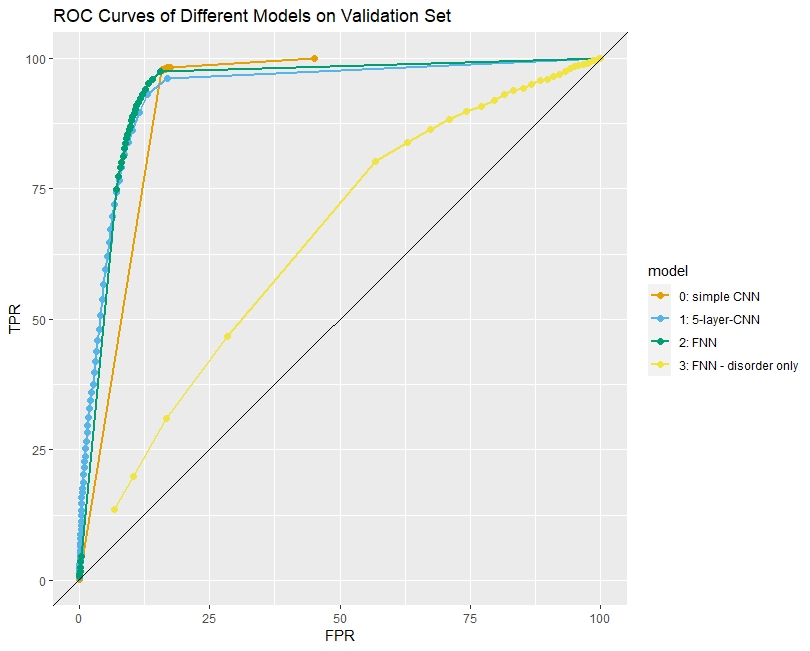 ROC Curves of Different Models on Validation Set
100
75
50
25
0
TPR
0 25 50 75 100
FPR
model
0: simple CNN
1: 5-layer-CNN
2: FNN
3: FNN - disorder only